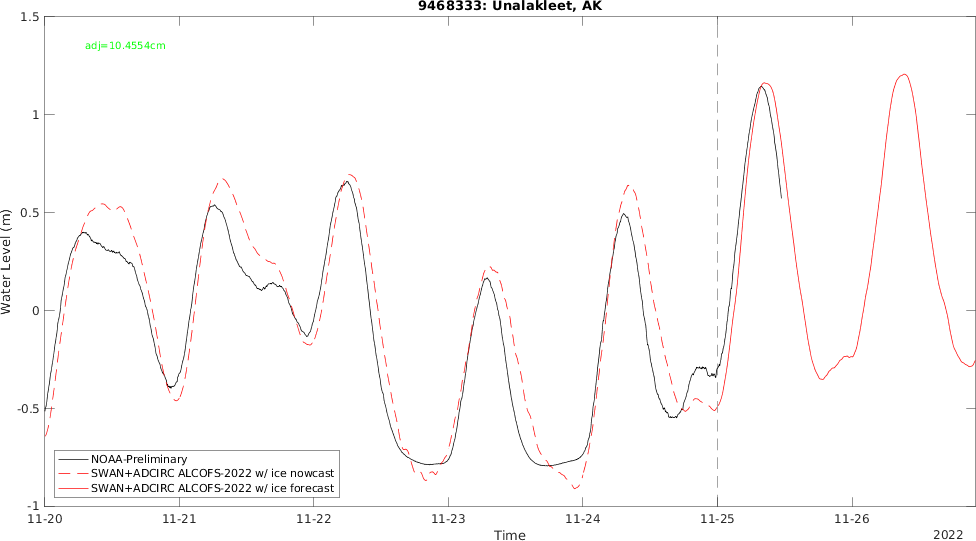 9468333: Unalakleet, AK
adj=10.4554cm
Water Level (m)
1.5
1
0.5
0
-0.5
-1
NOAA-Preliminary
SWAN+ADCIRC ALCOFS-2022 w/ ice nowcast
SWAN+ADCIRC ALCOFS-2022 w/ ice forecast
11-20 11-21 11-22 11-23 11-24 11-25 11-26
Time
2022